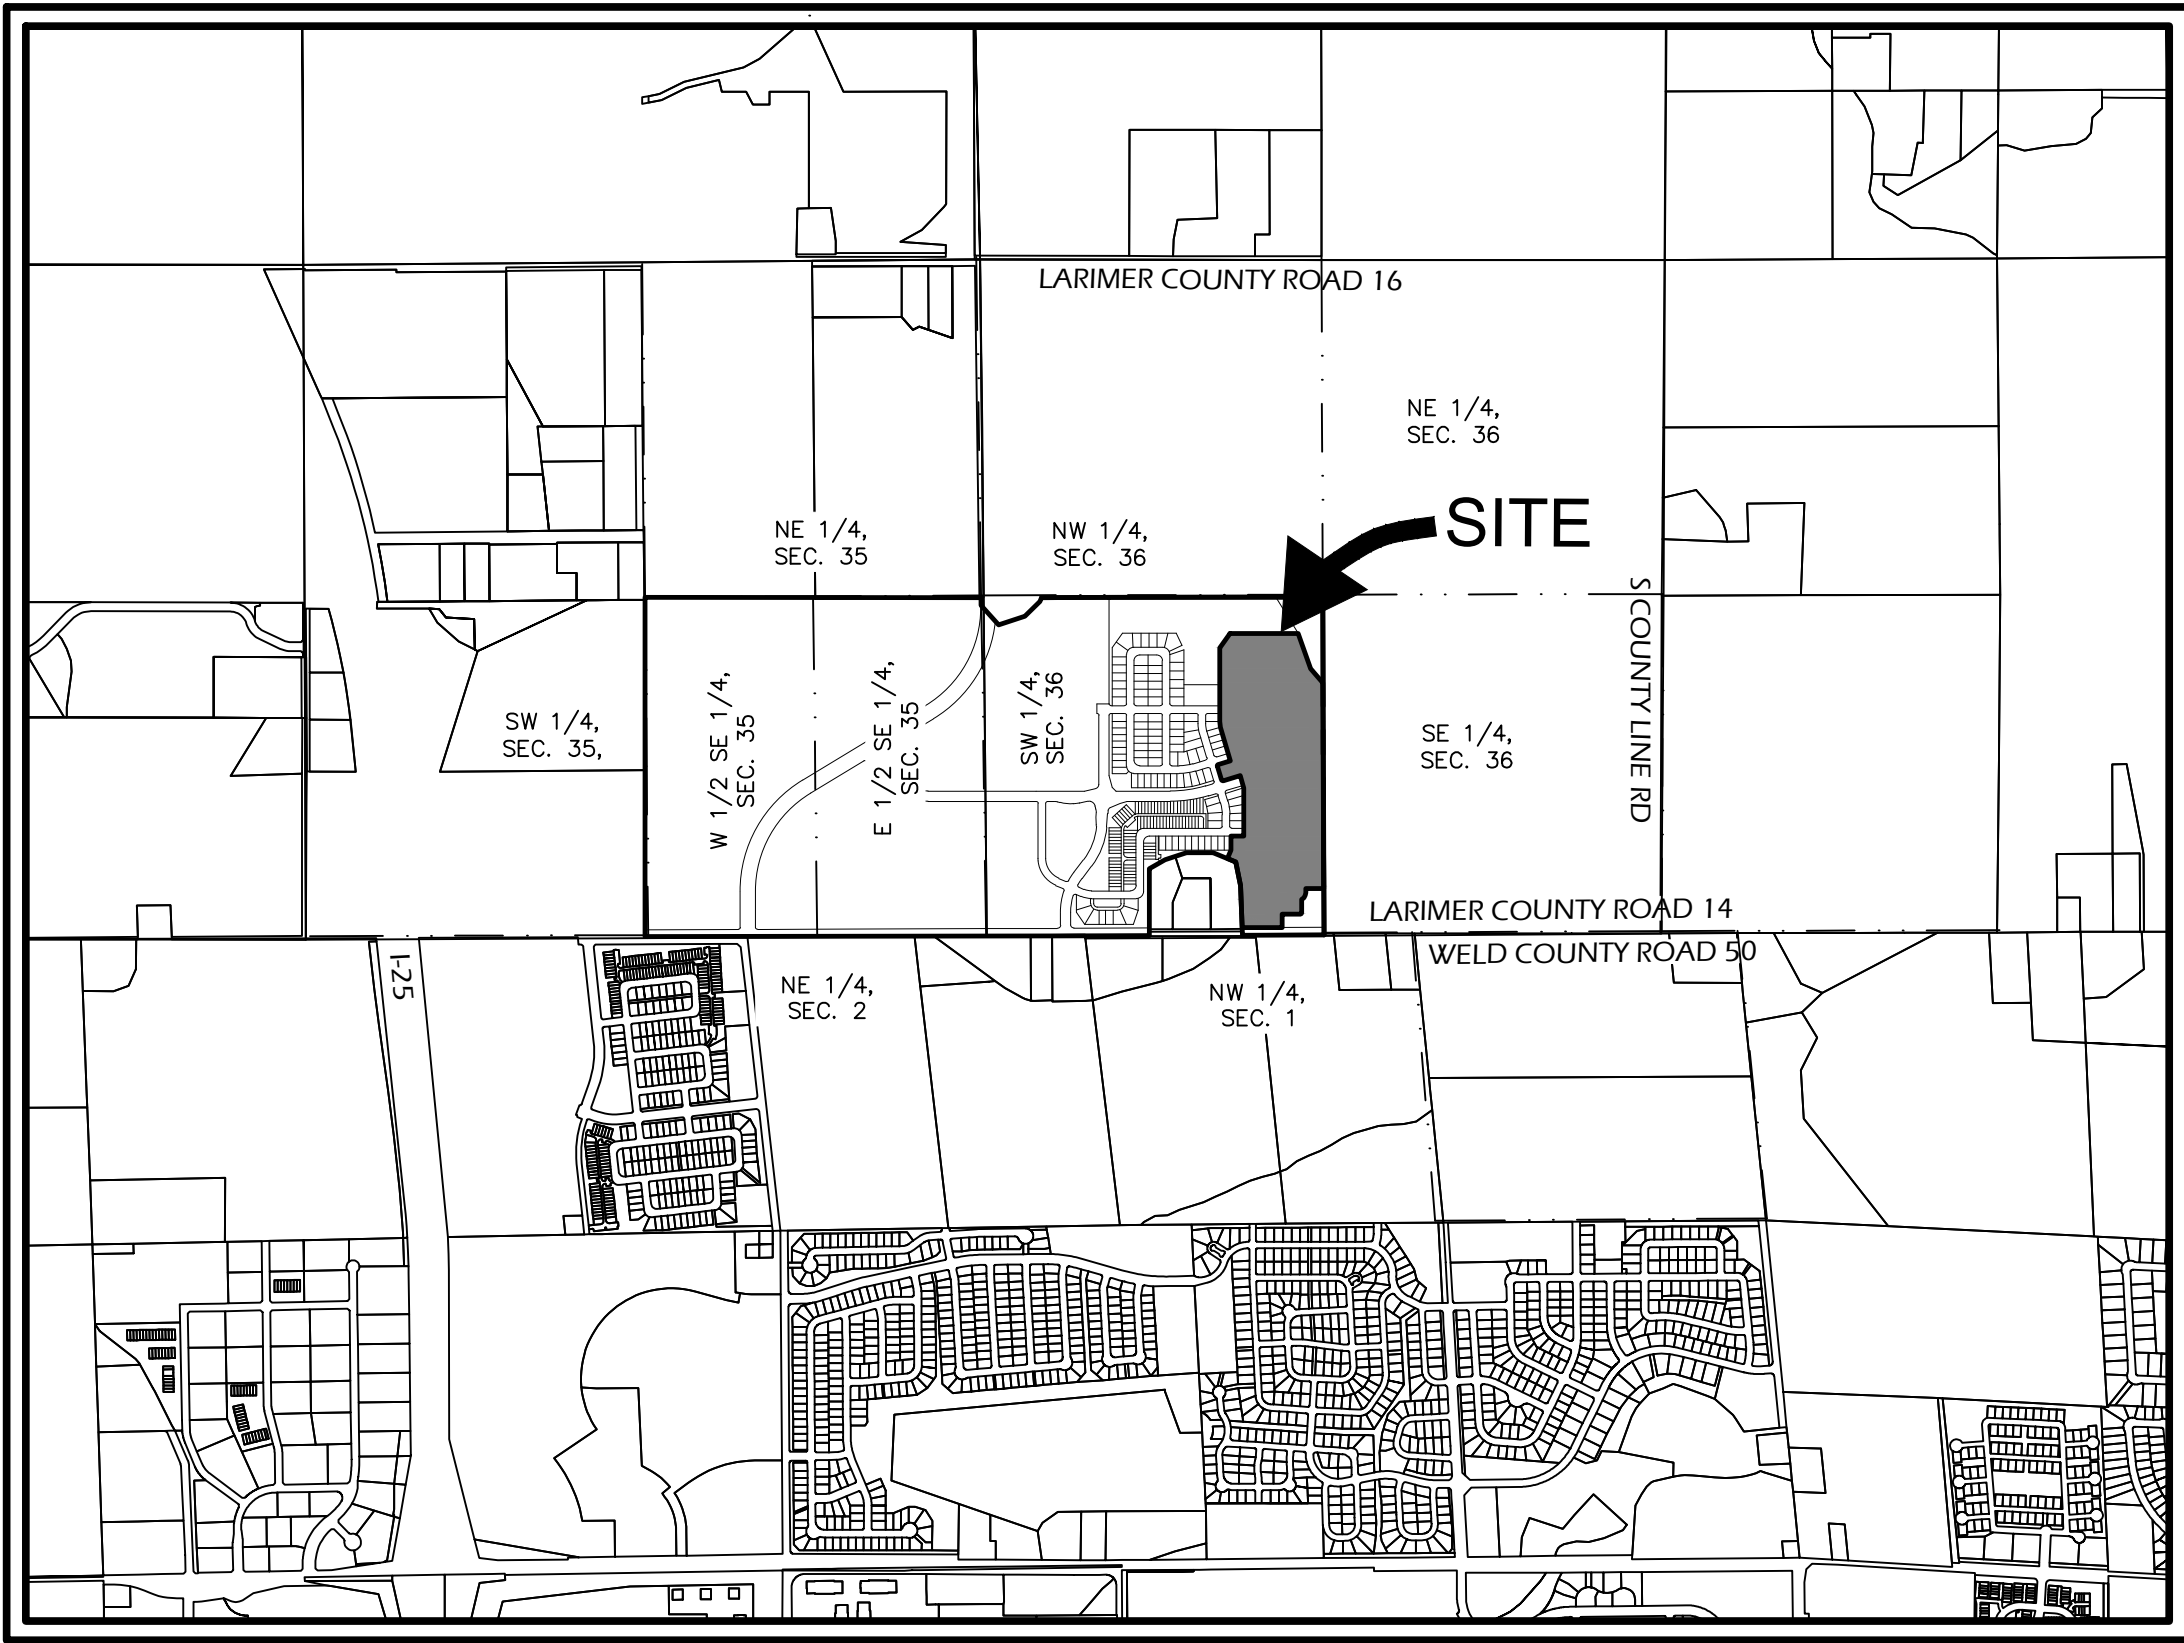 LARIMER COUNTY ROAD 16
NE 1/4,
SEC. 36
SITE
NE 1/4,
SEC. 35
NW 1/4,
SEC. 36
S COUNTY LINE RD
SW 1/4,
SEC. 35,
W 1/2 SE 1/4,
SEC. 35
E 1/2 SE 1/4,
SEC. 35
SW 1/4,
SEC. 36
SE 1/4,
SEC. 36
LARIMER COUNTY ROAD 14
WELD COUNTY ROAD 50
I-25
NE 1/4,
SEC. 2
NW 1/4,
SEC. 1